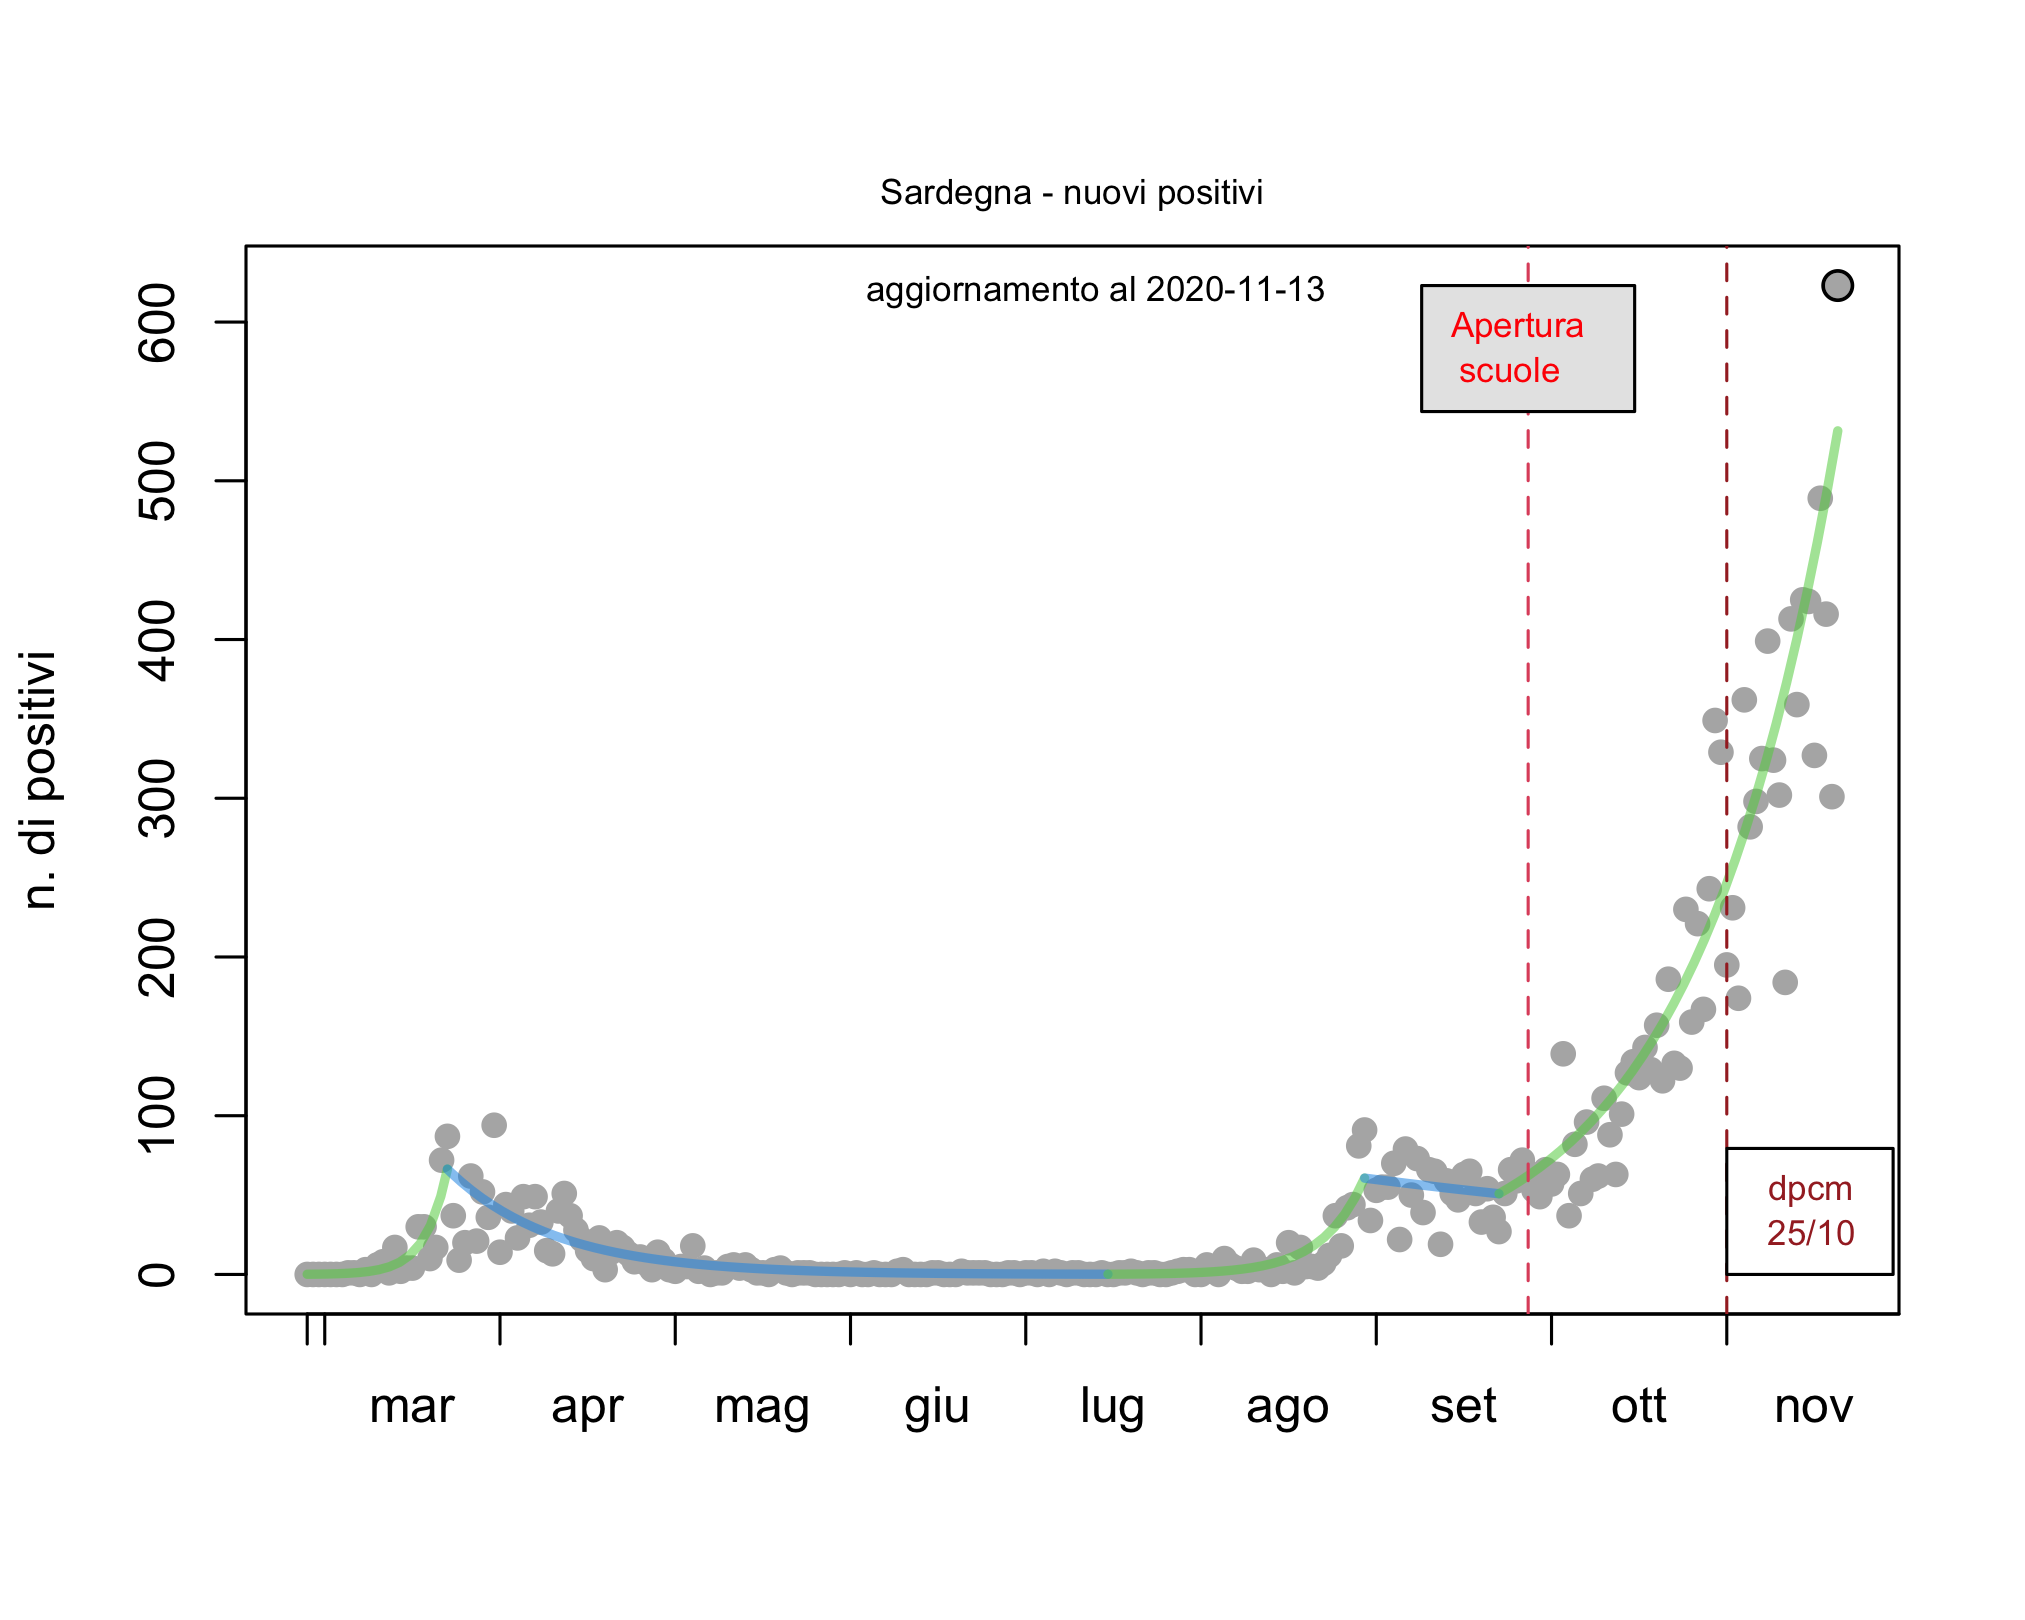 Sardegna - nuovi positivi
aggiornamento al 2020-11-13
Apertura
scuole
n. di positivi
600
500
400
300
200
100
0
dpcm
25/10
mar apr mag giu lug ago set ott nov